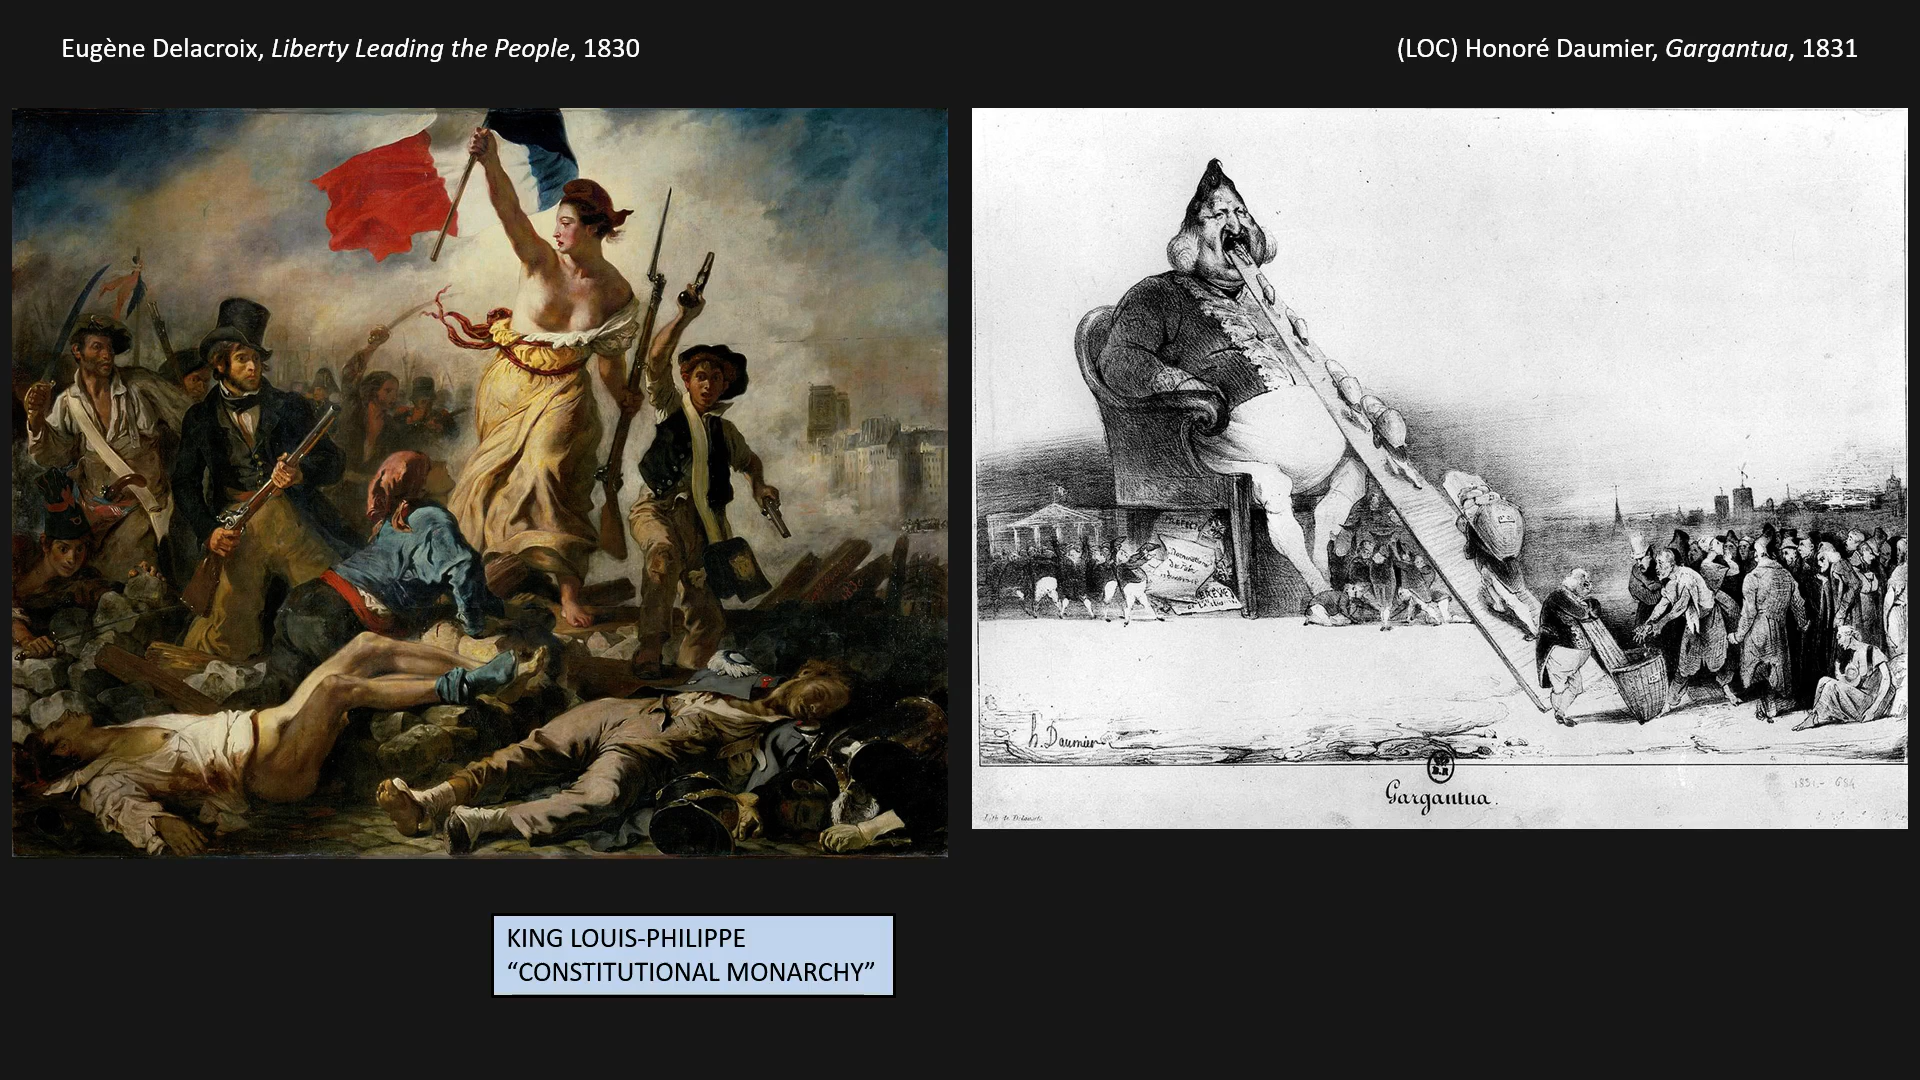 Eugène Delacroix, Liberty Leading the People, 1830
(LOC) Honoré Daumier, Gargantua, 1831
h. Daumier
Gargantua.
KING LOUIS-PHILIPPE
“CONSTITUTIONAL MONARCHY”